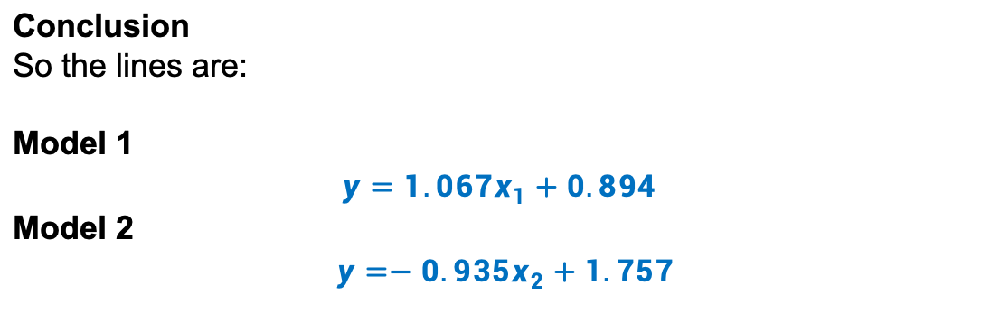 Conclusion
So the lines are:
Model 1
y = 1.067x₁ + 0.894
Model 2
y =− 0.935x₂ + 1.757